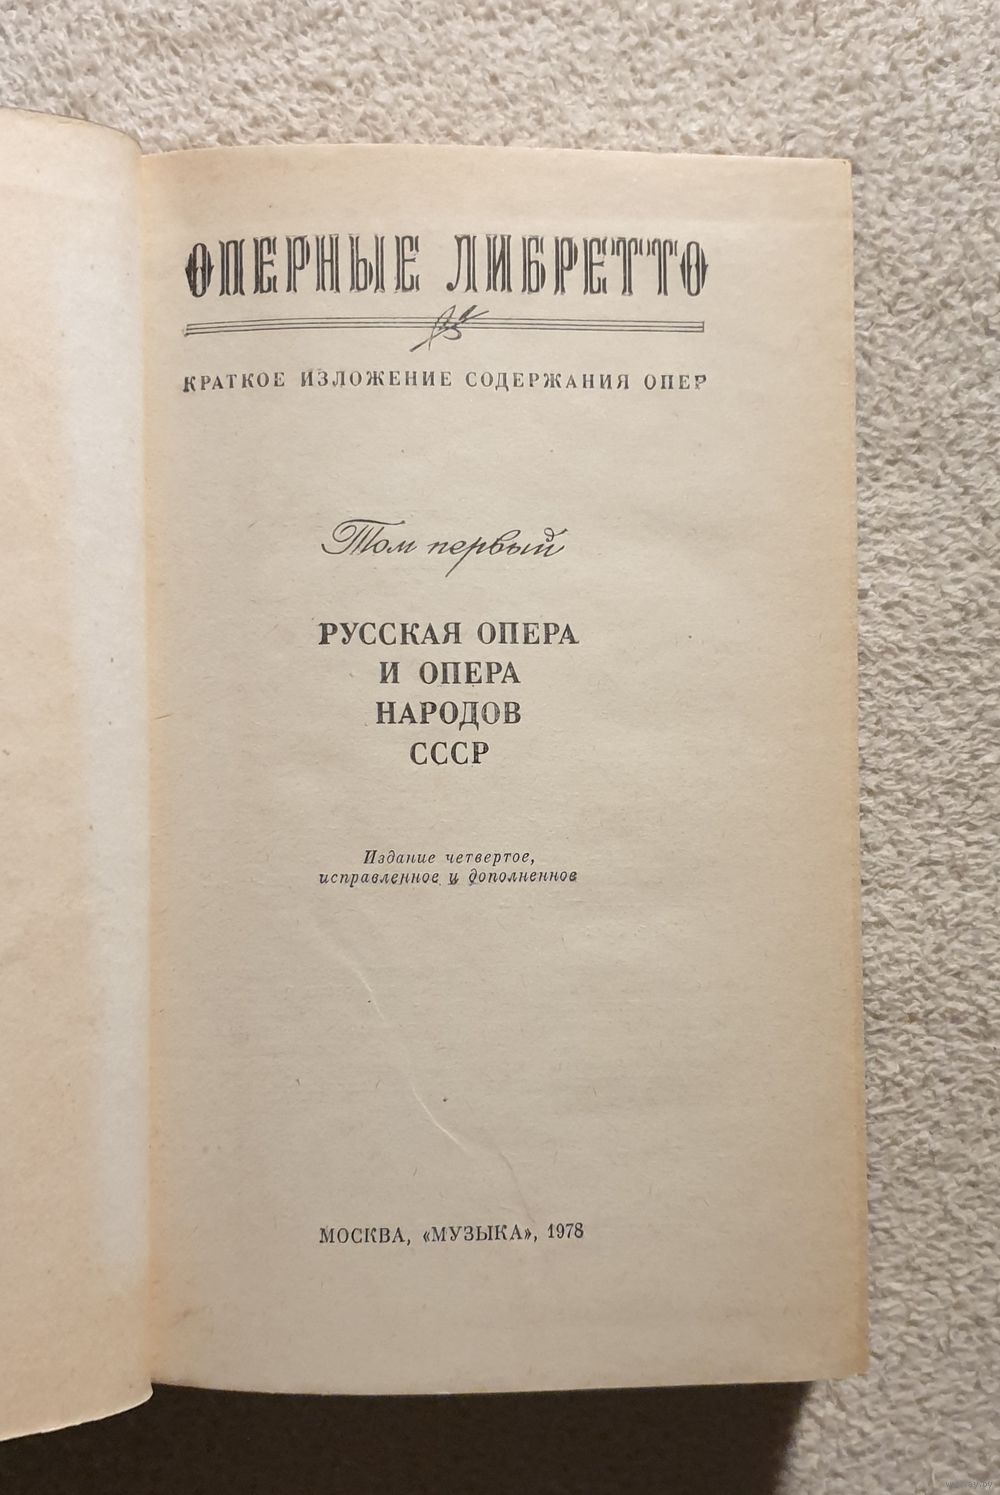 ОПЕРНЫЕ ЛИБРЕТТО
КРАТКОЕ ИЗЛОЖЕНИЕ СОДЕРЖАНИЯ ОПЕР
Том первый
РУССКАЯ ОПЕРА
И ОПЕРА
НАРОДОВ
СССР
Издание четвертое,
исправленное и дополненное
МОСКВА, «МУЗЫКА», 1978